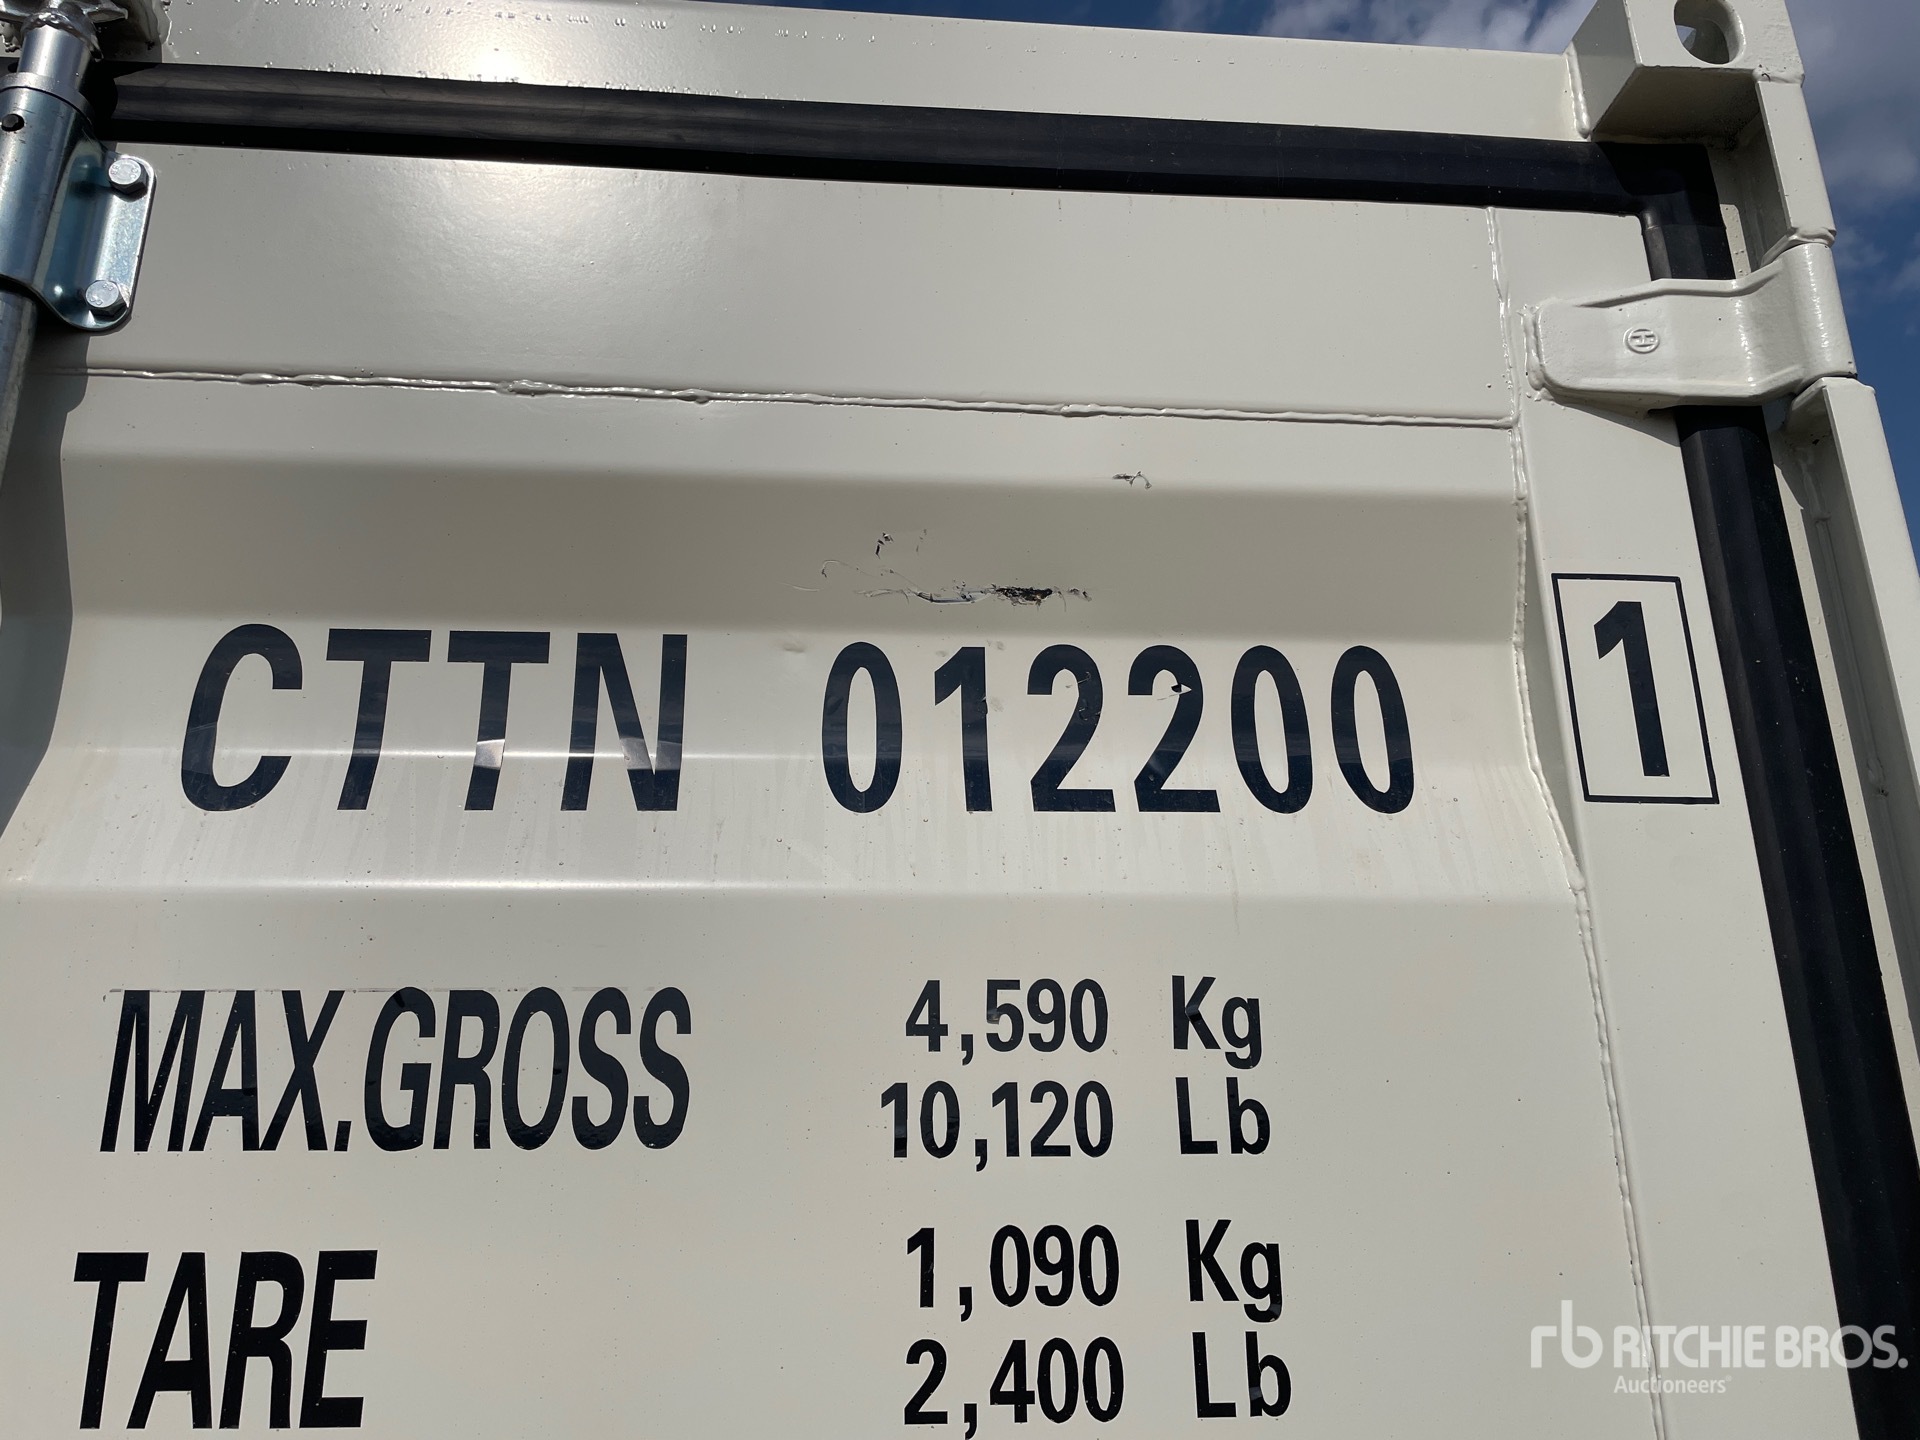 CTTN 012200 1
MAX.GROSS 4,590 Kg
10,120 Lb
TARE 1,090 Kg
2,400 Lb
H
rb RITCHIE BROS.
Auctioneers